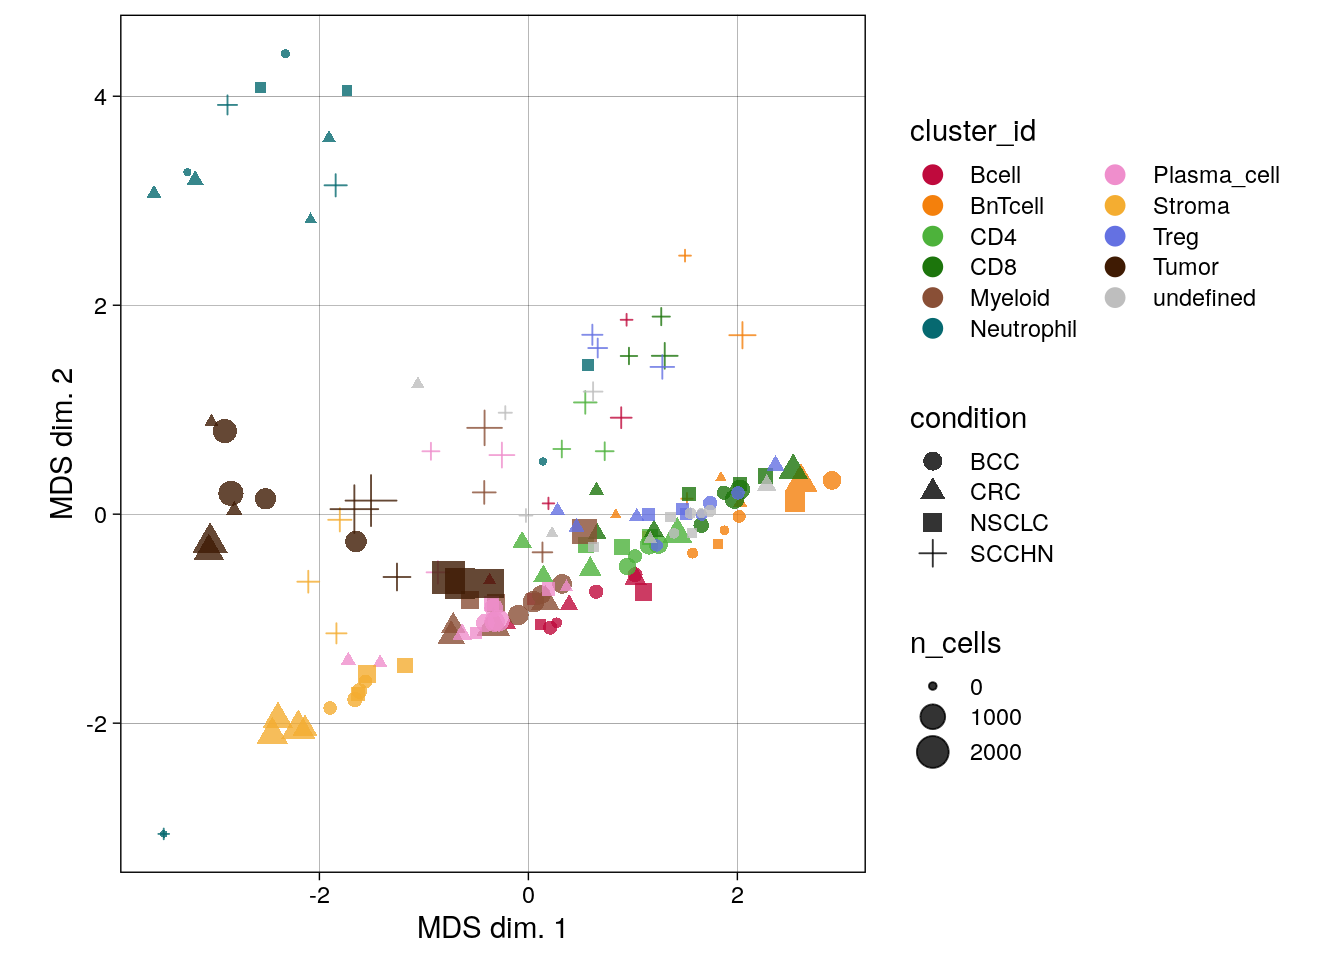 4
2
0
-2
MDS dim. 2
-2
0
2
MDS dim. 1
cluster_id
Bcell
BnTcell
CD4
CD8
Myeloid
Neutrophil
Plasma_cell
Stroma
Treg
Tumor
undefined
condition
BCC
CRC
NSCLC
SCCHN
n_cells
0
1000
2000